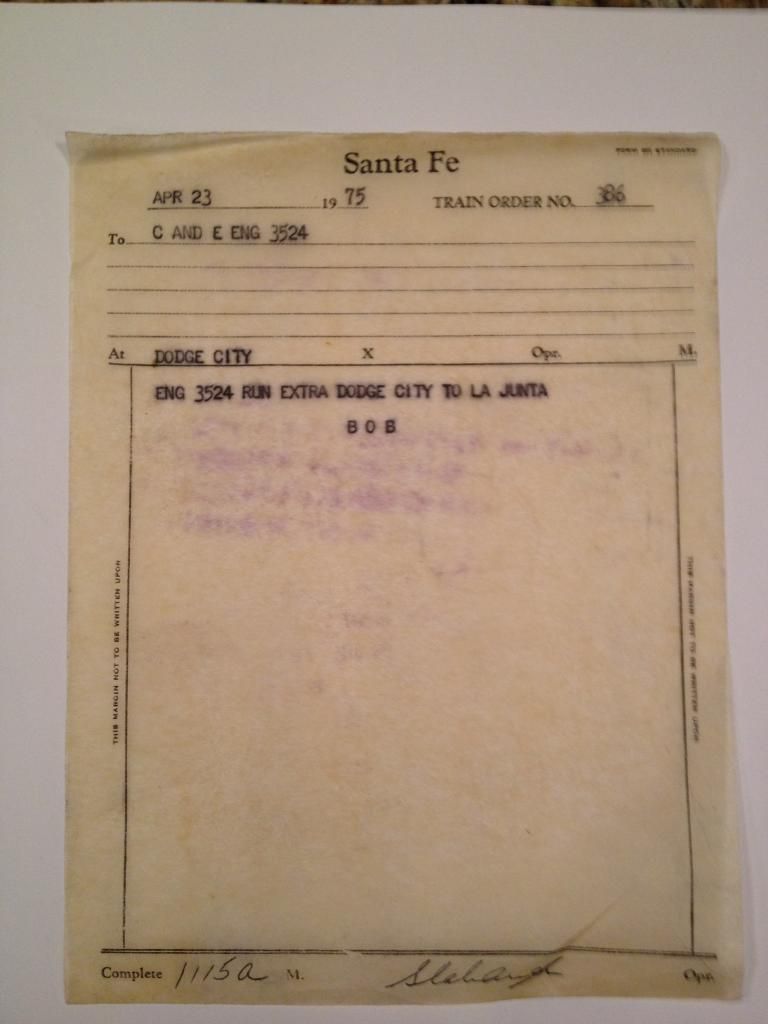 Santa Fe
APR 23 1975 TRAIN ORDER NO. 386
To C AND E ENG 3524
At DODGE CITY X Opr. M.
ENG 3524 RUN EXTRA DODGE CITY TO LA JUNTA
B O B
THIS MARGIN NOT TO BE WRITTEN UPON
THIS MARGIN NOT TO BE WRITTEN UPON
Complete 1115a M. Opr.